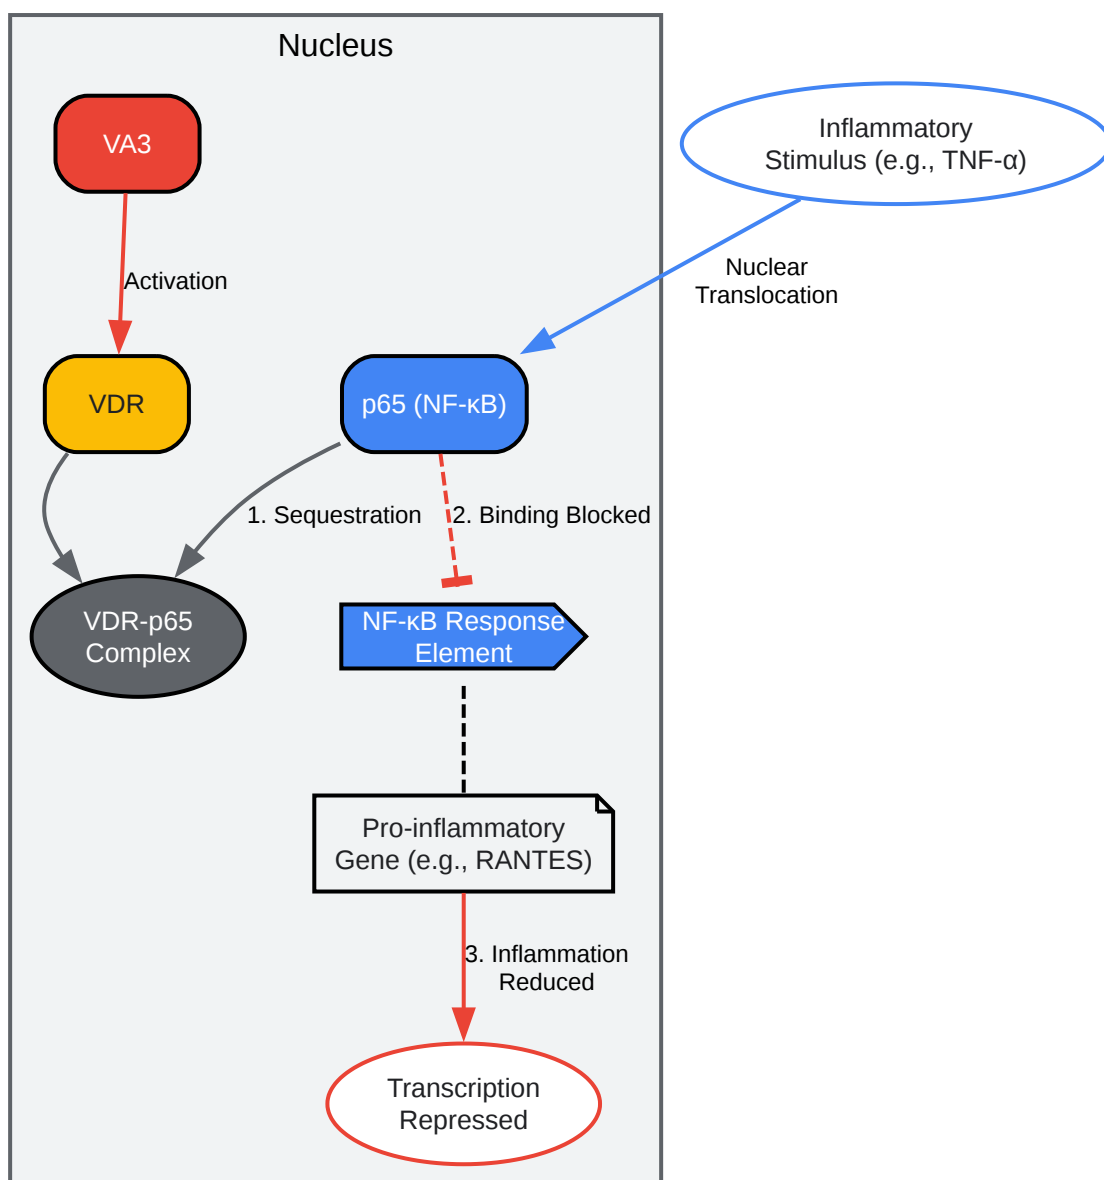 Nucleus
VA3
Inflammatory
Stimulus (e.g., TNF-α)
Activation
Nuclear
Translocation
VDR
p65 (NF-κB)
1. Sequestration
2. Binding Blocked
VDR-p65
Complex
NF-κB Response
Element
Pro-inflammatory
Gene (e.g., RANTES)
3. Inflammation
Reduced
Transcription
Repressed